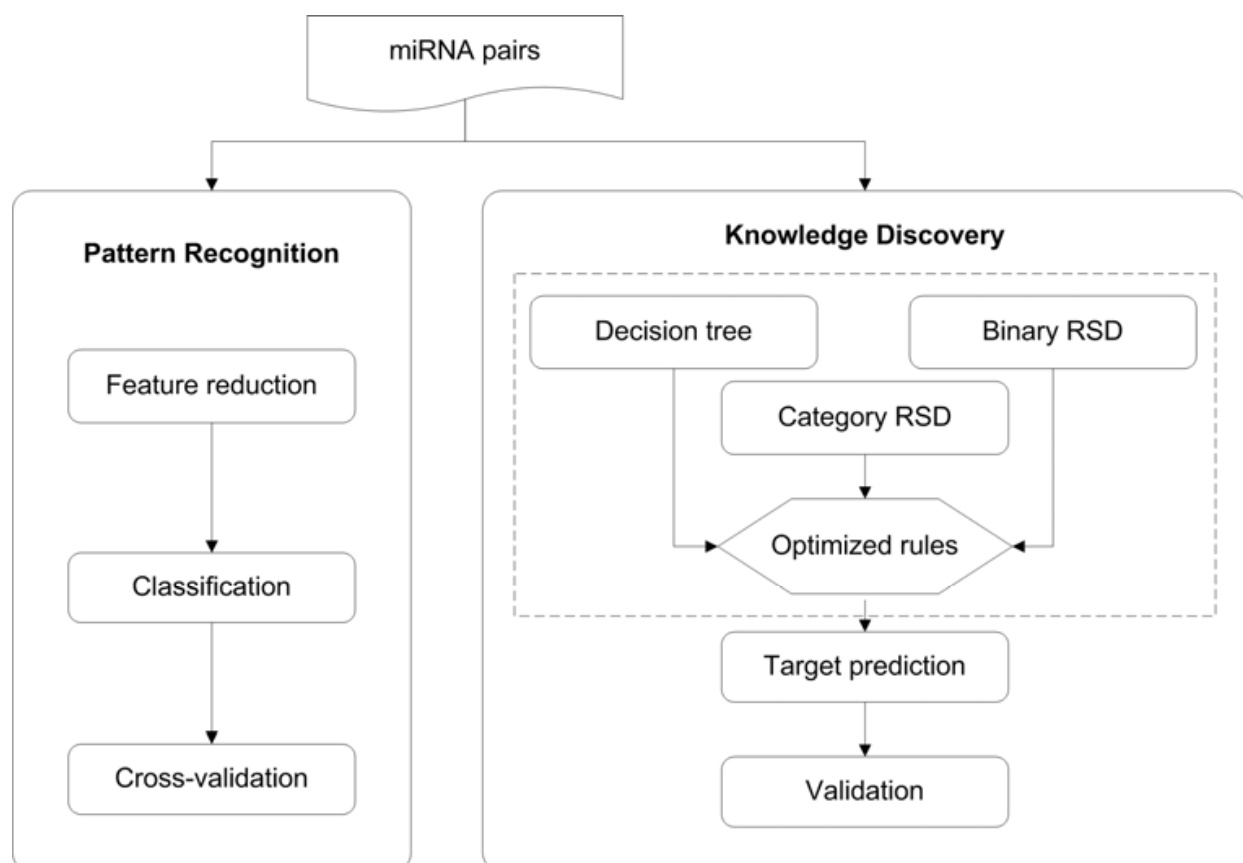 miRNA pairs
Pattern Recognition
Feature reduction
Classification
Cross-validation
Knowledge Discovery
Decision tree
Binary RSD
Category RSD
Optimized rules
Target prediction
Validation